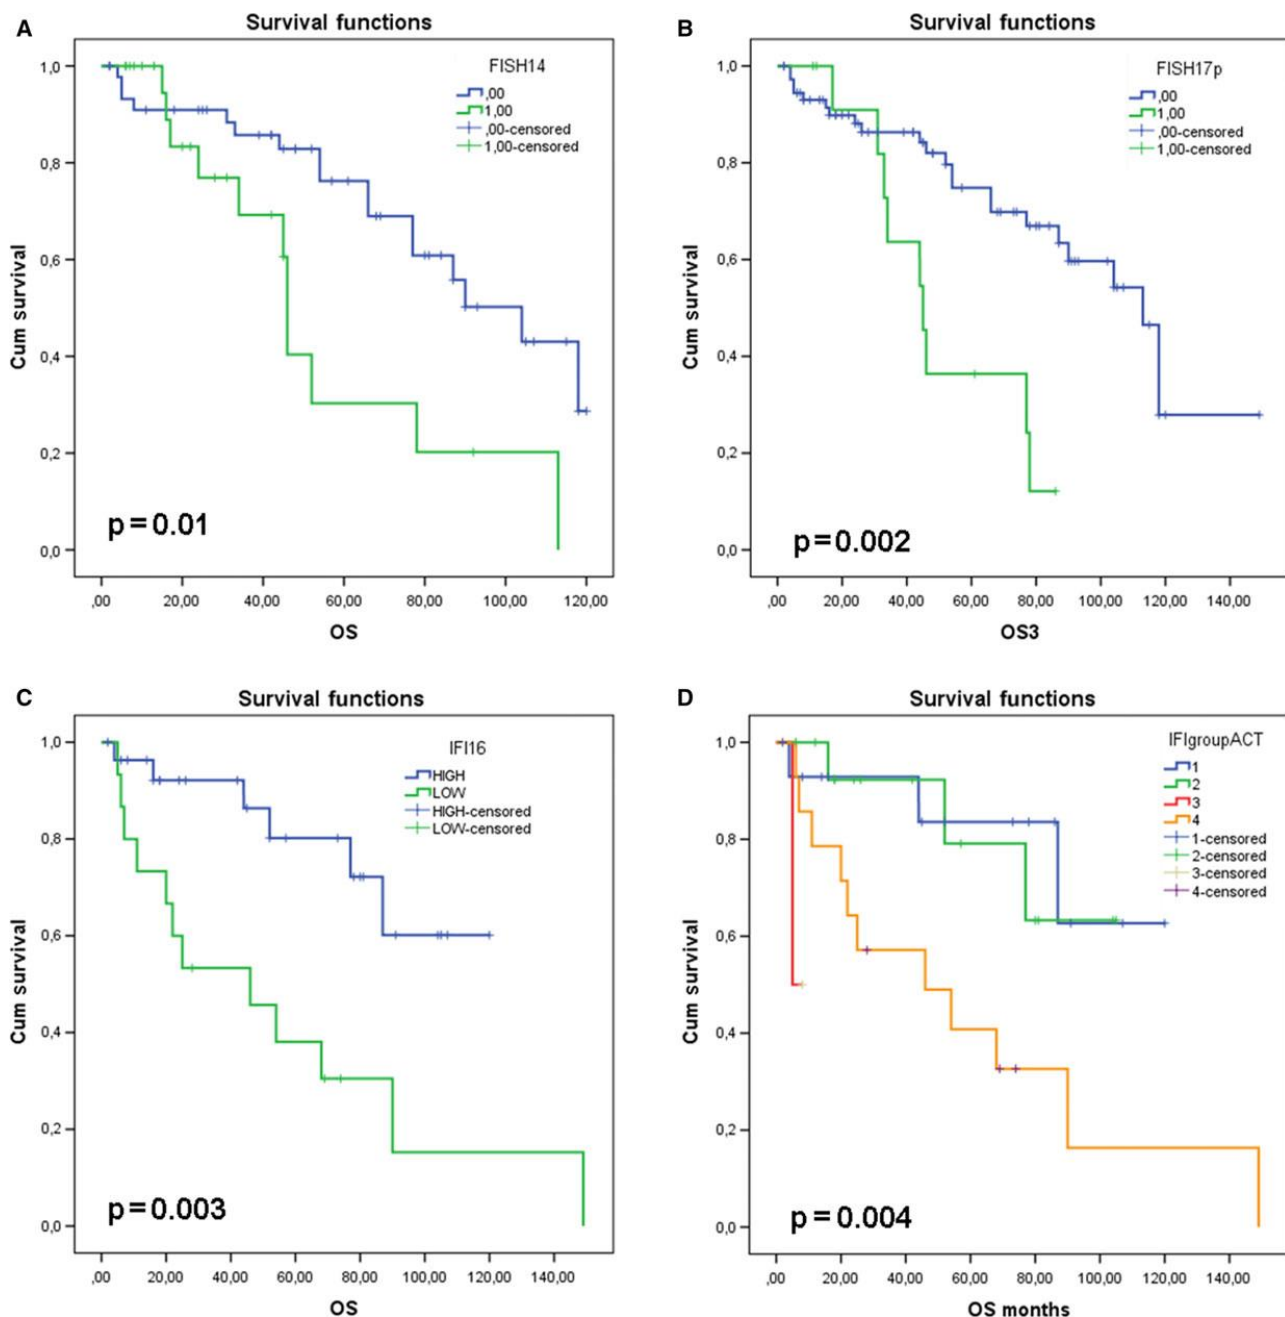 A
Survival functions
Cum survival
1,0
0,8
0,6
0,4
0,2
0,0
FISH14
,00
1,00
,00-censored
1,00-censored
p=0.01
,00 20,00 40,00 60,00 80,00 100,00 120,00
OS
B
Survival functions
Cum survival
1,0
0,8
0,6
0,4
0,2
0,0
FISH17p
,00
1,00
,00-censored
1,00-censored
p=0.002
,00 20,00 40,00 60,00 80,00 100,00 120,00 140,00
OS3
C
Survival functions
Cum survival
1,0
0,8
0,6
0,4
0,2
0,0
IFI16
HIGH
LOW
HIGH-censored
LOW-censored
p=0.003
,00 20,00 40,00 60,00 80,00 100,00 120,00 140,00
OS
D
Survival functions
Cum survival
1,0
0,8
0,6
0,4
0,2
0,0
IFIgroupACT
1
2
3
4
1-censored
2-censored
3-censored
4-censored
p=0.004
,00 20,00 40,00 60,00 80,00 100,00 120,00 140,00
OS months